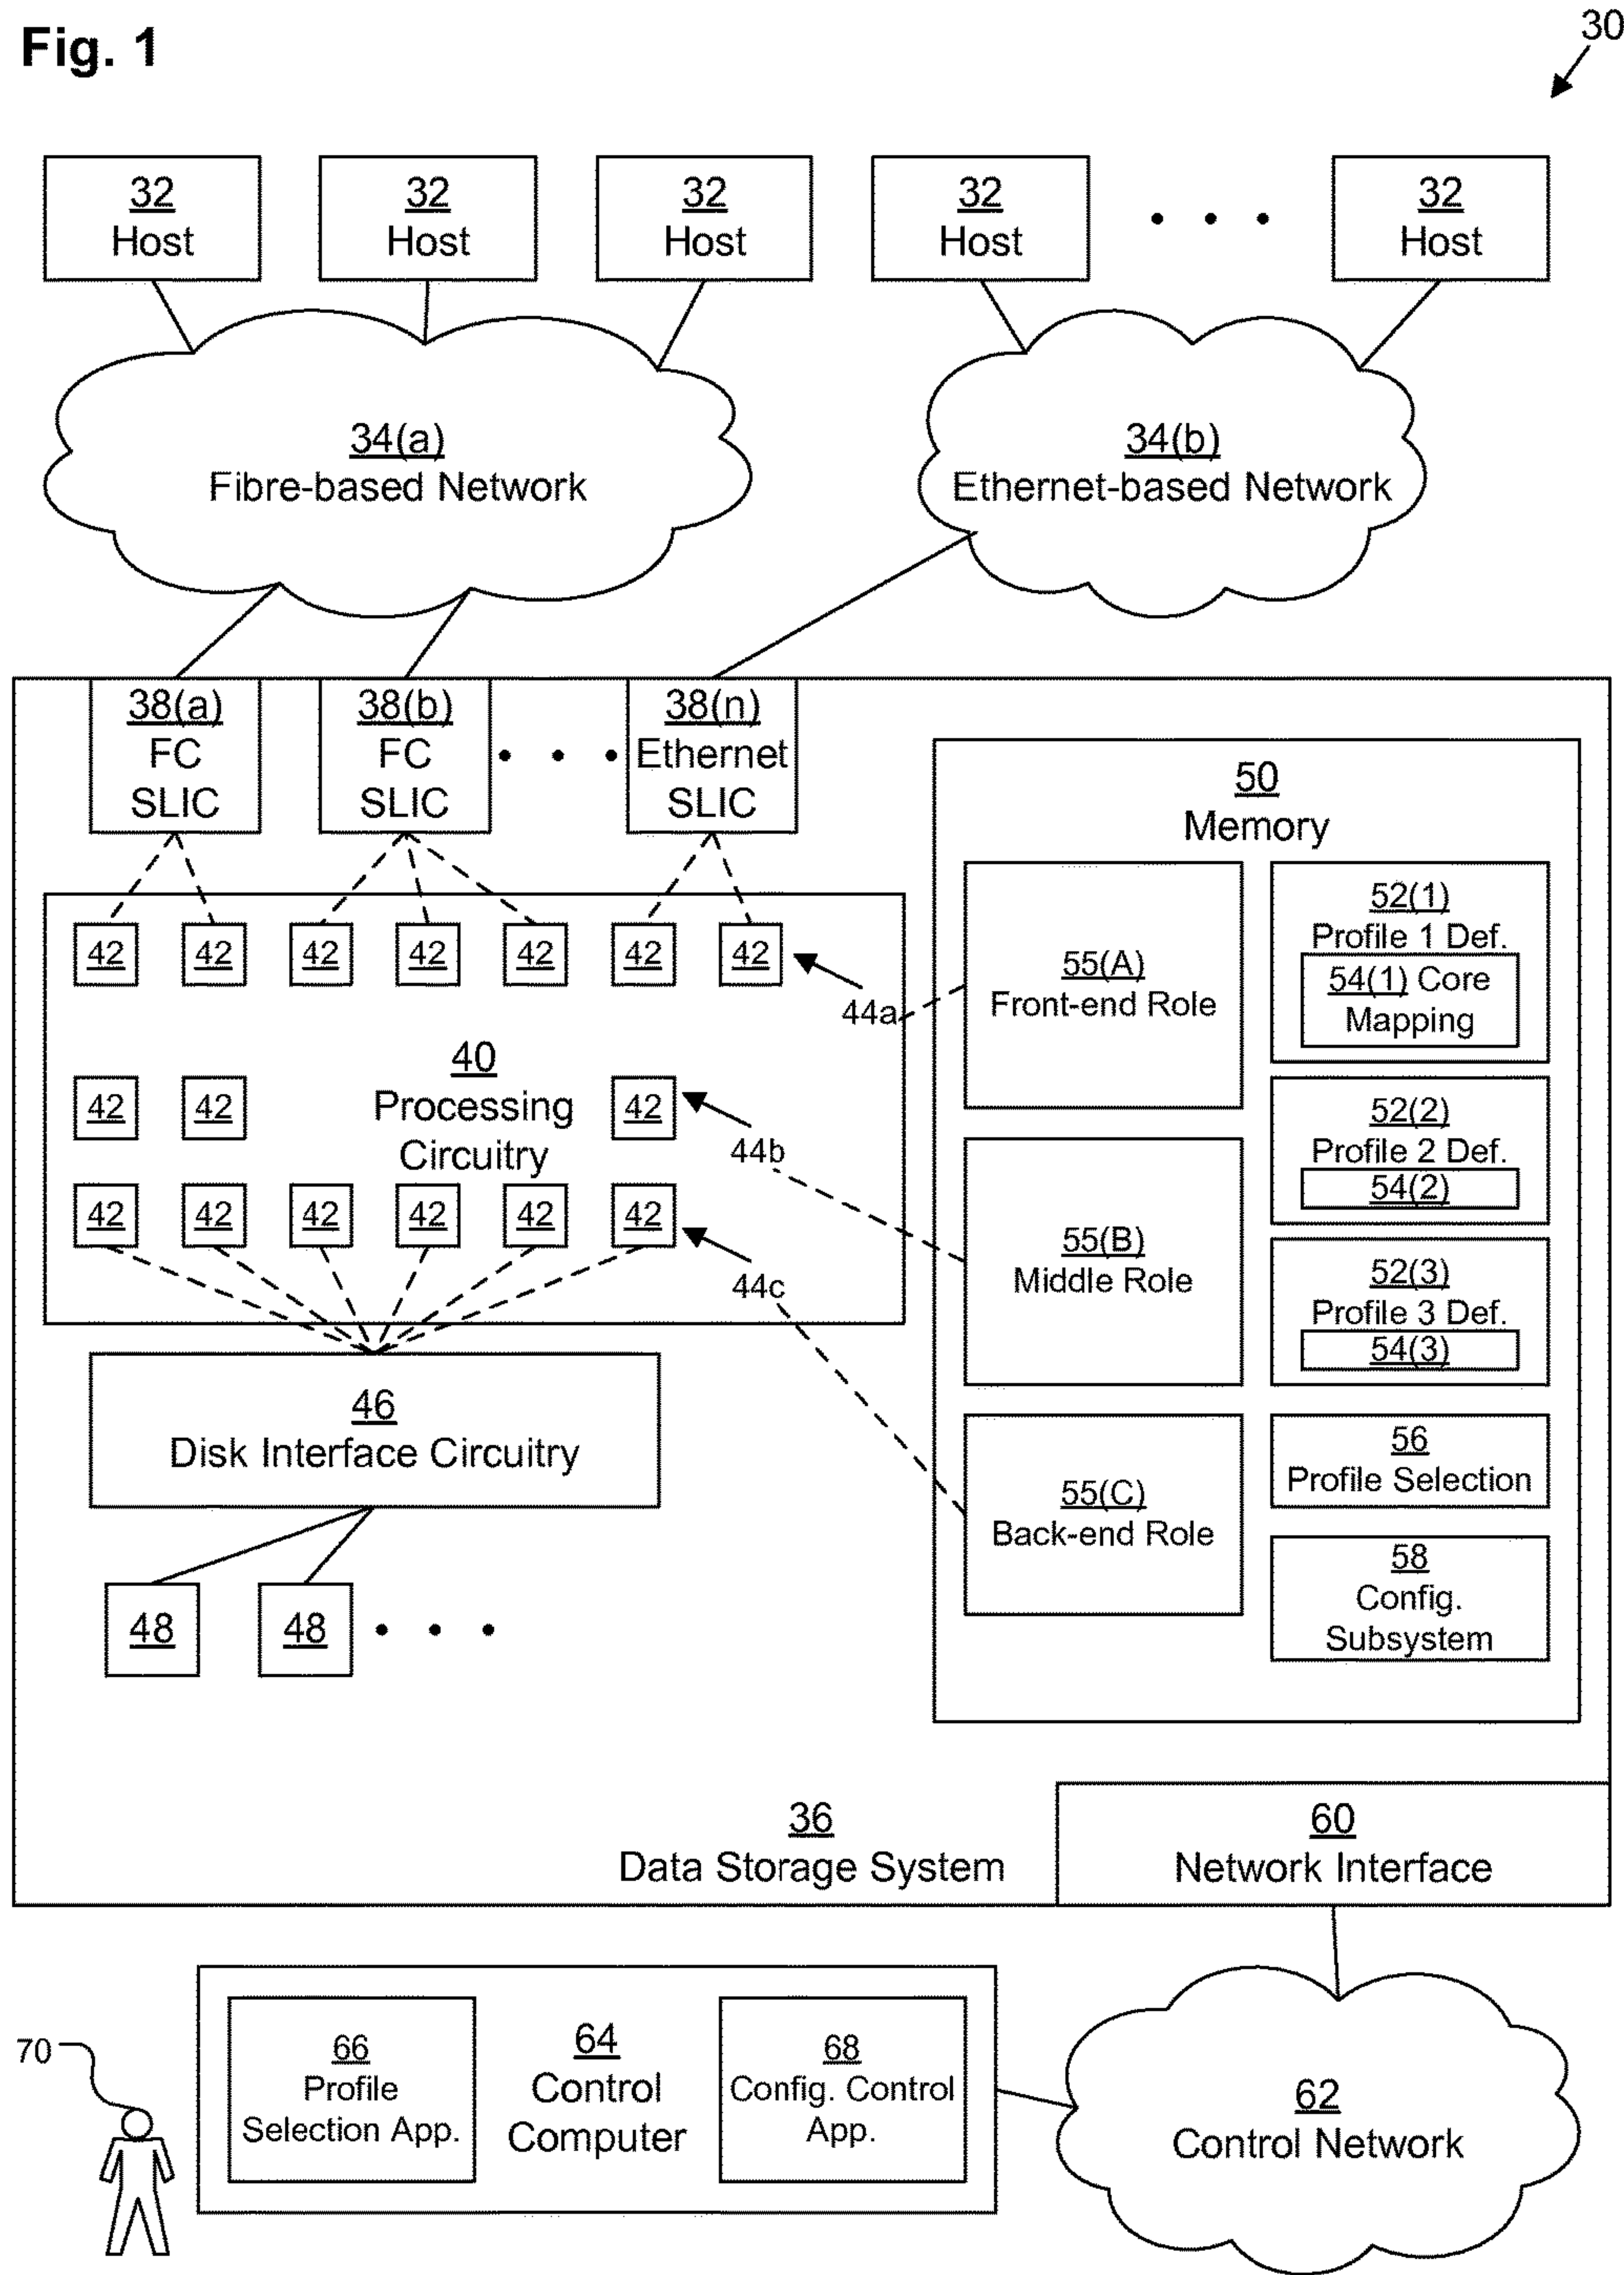 Fig. 1
30
32
Host
32
Host
32
Host
32
Host
32
Host
34(a)
Fibre-based Network
34(b)
Ethernet-based Network
38(a)
FC
SLIC
38(b)
FC
SLIC
38(n)
Ethernet
SLIC
42
42
42
42
42
42
42
44a
40
Processing
Circuitry
42
42
42
44b
42
42
42
42
42
42
44c
46
Disk Interface Circuitry
48
48
50
Memory
55(A)
Front-end Role
55(B)
Middle Role
55(C)
Back-end Role
52(1)
Profile 1 Def.
54(1) Core
Mapping
52(2)
Profile 2 Def.
54(2)
52(3)
Profile 3 Def.
54(3)
56
Profile Selection
58
Config.
Subsystem
36
Data Storage System
60
Network Interface
70
66
Profile
Selection App.
64
Control
Computer
68
Config. Control
App.
62
Control Network